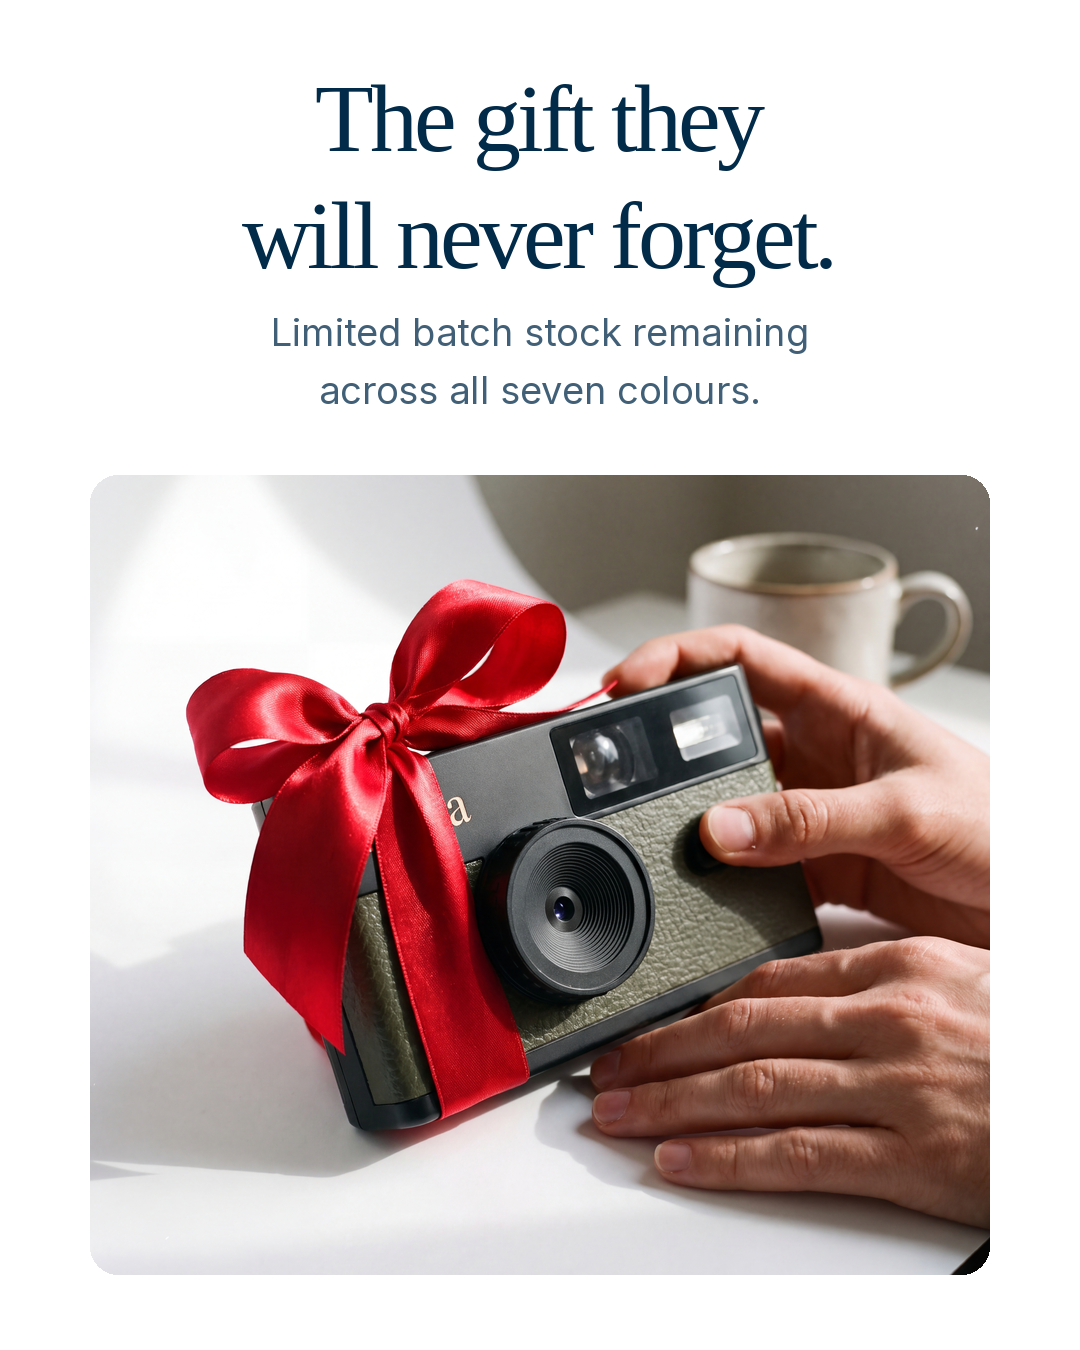 The gift they
will never forget.
Limited batch stock remaining
across all seven colours.
a